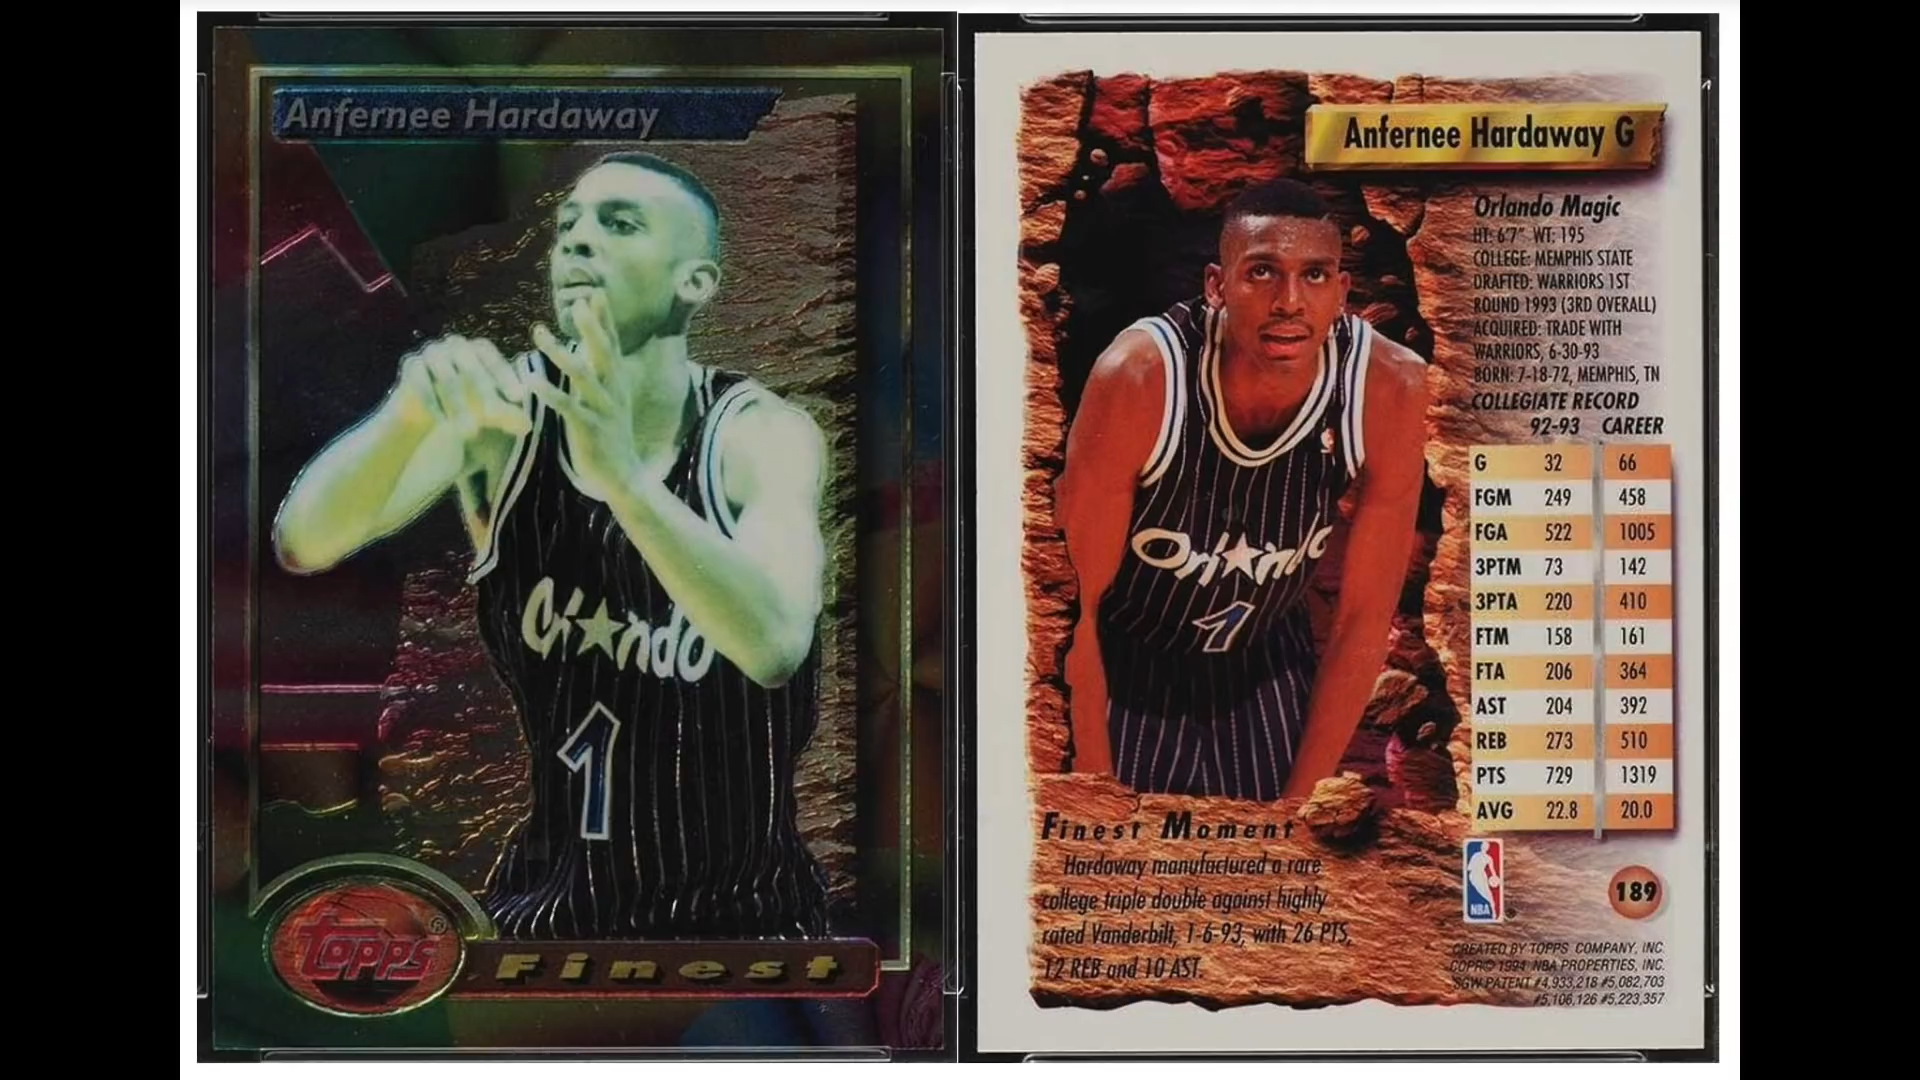 Anfernee Hardaway
Orlando
1
Topps®
Finest
Anfernee Hardaway G
Orlando Magic
HT: 6'7" WT: 195
COLLEGE: MEMPHIS STATE
DRAFTED: WARRIORS 1ST
ROUND 1993 (3RD OVERALL)
ACQUIRED: TRADE WITH
WARRIORS, 6-30-93
BORN: 7-18-72, MEMPHIS, TN
COLLEGIATE RECORD
92-93 CAREER
G 32 66
FGM 249 458
FGA 522 1005
3PTM 73 142
3PTA 220 410
FTM 158 161
FTA 206 364
AST 204 392
REB 273 510
PTS 729 1319
AVG 22.8 20.0
Orlando
1
Finest Moment
Hardaway manufactured a rare
college triple double against highly
rated Vanderbilt, 1-6-93, with 26 PTS,
12 REB and 10 AST.
NBA®
189
CREATED BY TOPPS COMPANY, INC.
COPR© 1994 NBA PROPERTIES, INC.
SGW PATENT #4,933,218 #5,082,703
#5,106,126 #5,223,357